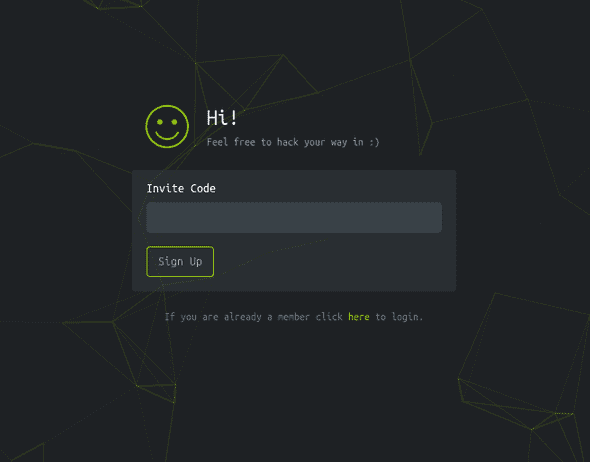 Hi!
Feel free to hack your way in :)
Invite Code
Sign Up
If you are already a member click here to login.